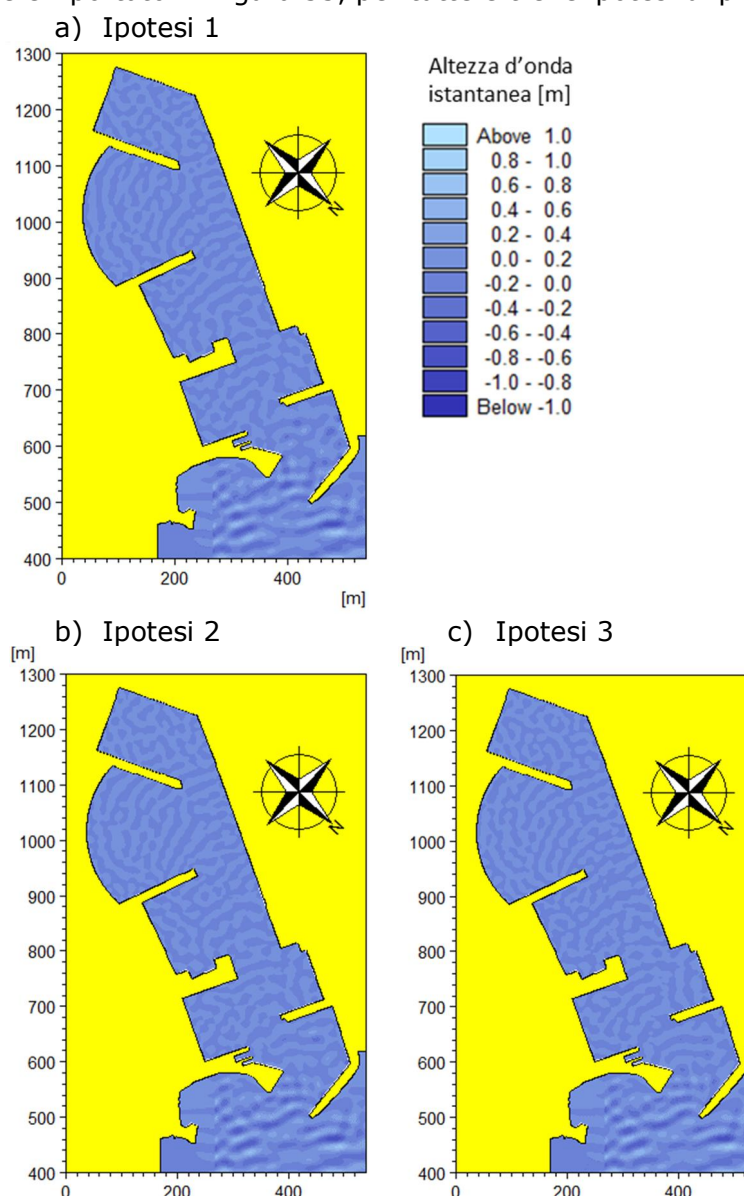 a) Ipotesi 1
Altezza d'onda
istantanea [m]
Above 1.0
0.8 - 1.0
0.6 - 0.8
0.4 - 0.6
0.2 - 0.4
0.0 - 0.2
-0.2 - 0.0
-0.4 - -0.2
-0.6 - -0.4
-0.8 - -0.6
-1.0 - -0.8
Below -1.0
N
1300
1200
1100
1000
900
800
700
600
500
400
0 200 400
[m]
b) Ipotesi 2
[m]
1300
1200
1100
1000
900
800
700
600
500
400
N
0 200 400
c) Ipotesi 3
[m]
1300
1200
1100
1000
900
800
700
600
500
400
N
0 200 400